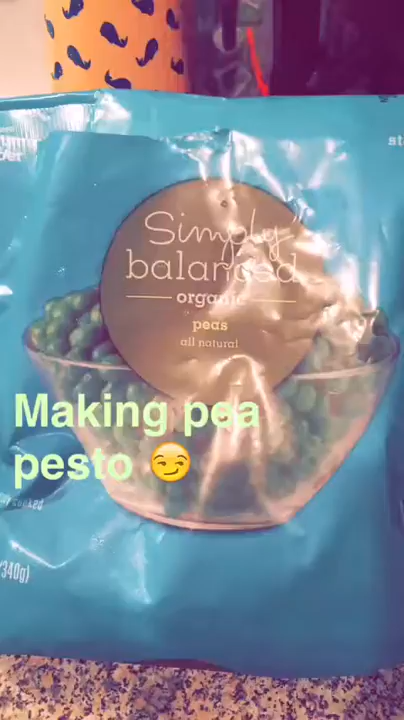 Simply
balanced
organic
peas
all natural
Making pea
pesto 😏
340g)